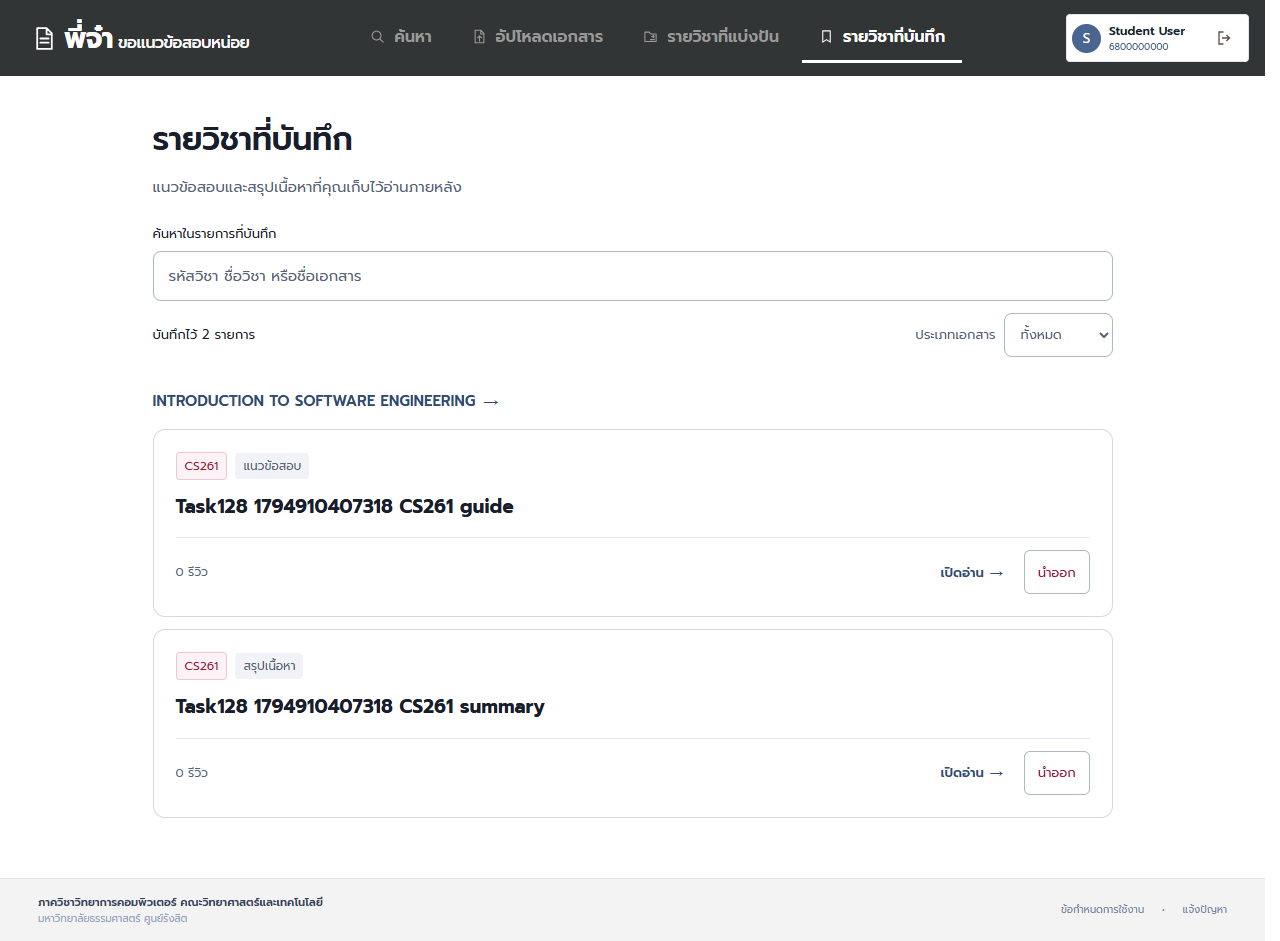 พี่จำ ขอแนวข้อสอบหน่อย
ค้นหา
อัปโหลดเอกสาร
รายวิชาที่แบ่งปัน
รายวิชาที่บันทึก
S
Student User
6800000000
รายวิชาที่บันทึก
แนวข้อสอบและสรุปเนื้อหาที่คุณเก็บไว้อ่านภายหลัง
ค้นหาในรายการที่บันทึก
รหัสวิชา ชื่อวิชา หรือชื่อเอกสาร
บันทึกไว้ 2 รายการ
ประเภทเอกสาร
ทั้งหมด
INTRODUCTION TO SOFTWARE ENGINEERING →
CS261 แนวข้อสอบ
Task128 1794910407318 CS261 guide
0 รีวิว
เปิดอ่าน →
นำออก
CS261 สรุปเนื้อหา
Task128 1794910407318 CS261 summary
0 รีวิว
เปิดอ่าน →
นำออก
ภาควิชาวิทยาการคอมพิวเตอร์ คณะวิทยาศาสตร์และเทคโนโลยี
มหาวิทยาลัยธรรมศาสตร์ ศูนย์รังสิต
ข้อกำหนดการใช้งาน · แจ้งปัญหา